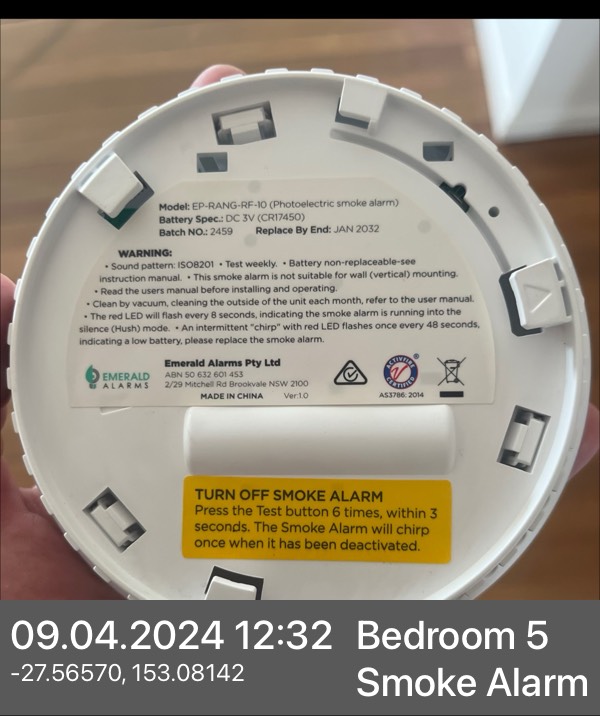 Model: EP-RANG-RF-10 (Photoelectric smoke alarm)
Battery Spec.: DC 3V (CR17450)
Batch NO.: 2459 Replace By End: JAN 2032
WARNING:
• Sound pattern: ISO8201 • Test weekly. • Battery non-replaceable-see
instruction manual. • This smoke alarm is not suitable for wall (vertical) mounting.
• Read the users manual before installing and operating.
• Clean by vacuum, cleaning the outside of the unit each month, refer to the user manual.
• The red LED will flash every 8 seconds, indicating the smoke alarm is running into the
silence (Hush) mode. • An intermittent "chirp" with red LED flashes once every 48 seconds,
indicating a low battery, please replace the smoke alarm.
EMERALD
ALARMS
Emerald Alarms Pty Ltd
ABN 50 632 601 453
2/29 Mitchell Rd Brookvale NSW 2100
MADE IN CHINA Ver:1.0
ACTIVFIRE
CERTIFIED
AS3786: 2014
TURN OFF SMOKE ALARM
Press the Test button 6 times, within 3
seconds. The Smoke Alarm will chirp
once when it has been deactivated.
09.04.2024 12:32
-27.56570, 153.08142
Bedroom 5
Smoke Alarm